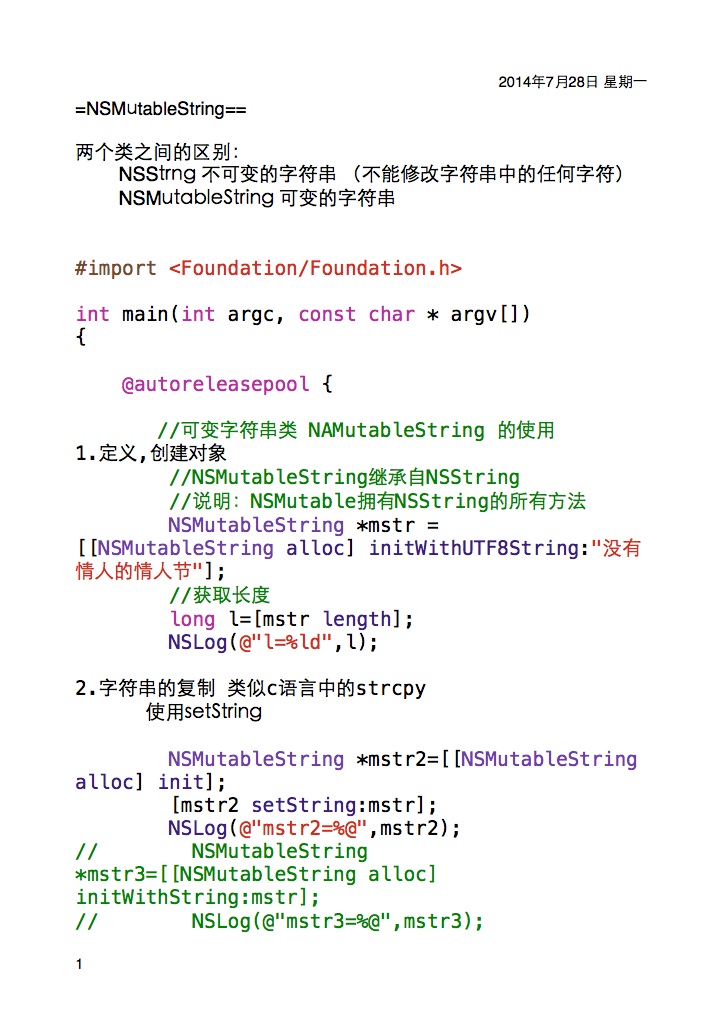 2014年7月28日 星期一
=NSMutableString==
两个类之间的区别：
NSStrng 不可变的字符串 （不能修改字符串中的任何字符）
NSMutableString 可变的字符串
#import <Foundation/Foundation.h>
int main(int argc, const char * argv[])
{
@autoreleasepool {
//可变字符串类 NAMutableString 的使用
1.定义,创建对象
//NSMutableString继承自NSString
//说明：NSMutable拥有NSString的所有方法
NSMutableString *mstr =
[[NSMutableString alloc] initWithUTF8String:"没有
情人的情人节"];
//获取长度
long l=[mstr length];
NSLog(@"l=%ld",l);
2.字符串的复制 类似c语言中的strcpy
使用setString
NSMutableString *mstr2=[[NSMutableString
alloc] init];
[mstr2 setString:mstr];
NSLog(@"mstr2=%@",mstr2);
// NSMutableString
*mstr3=[[NSMutableString alloc]
initWithString:mstr];
// NSLog(@"mstr3=%@",mstr3);
1